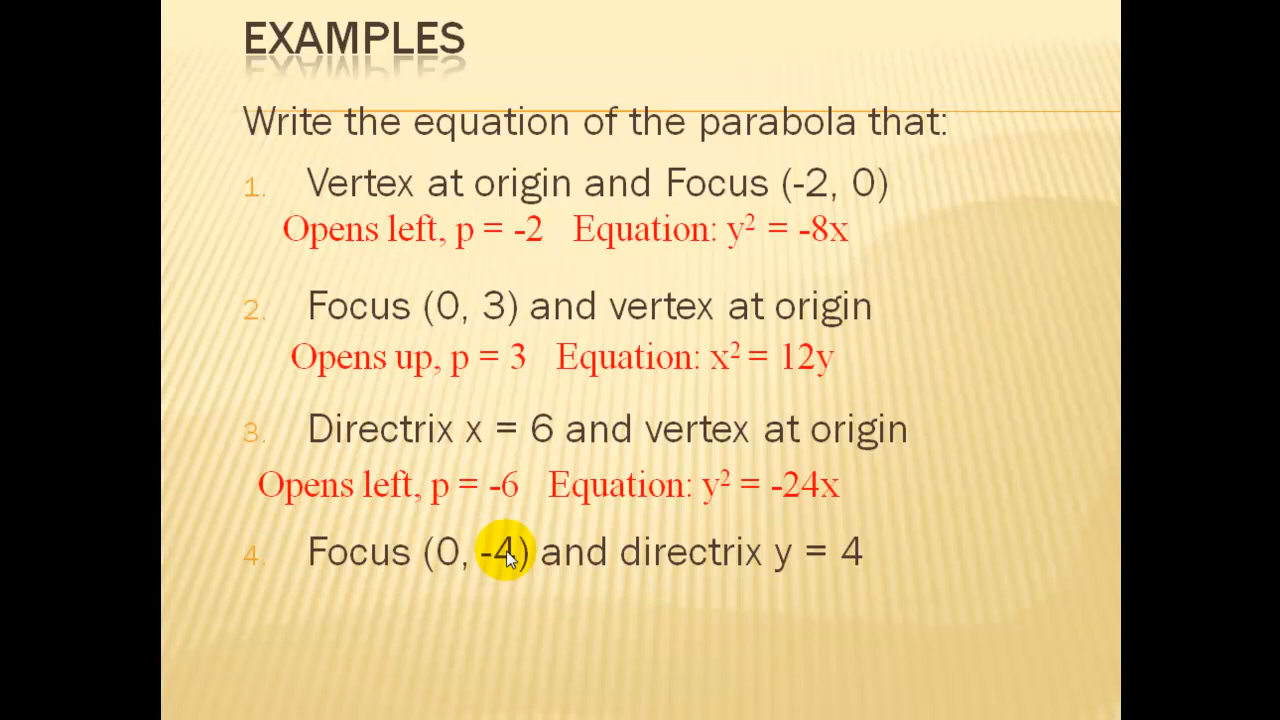 EXAMPLES
Write the equation of the parabola that:
1. Vertex at origin and Focus (-2, 0)
Opens left, p = -2 Equation: y² = -8x
2. Focus (0, 3) and vertex at origin
Opens up, p = 3 Equation: x² = 12y
3. Directrix x = 6 and vertex at origin
Opens left, p = -6 Equation: y² = -24x
4. Focus (0, -4) and directrix y = 4